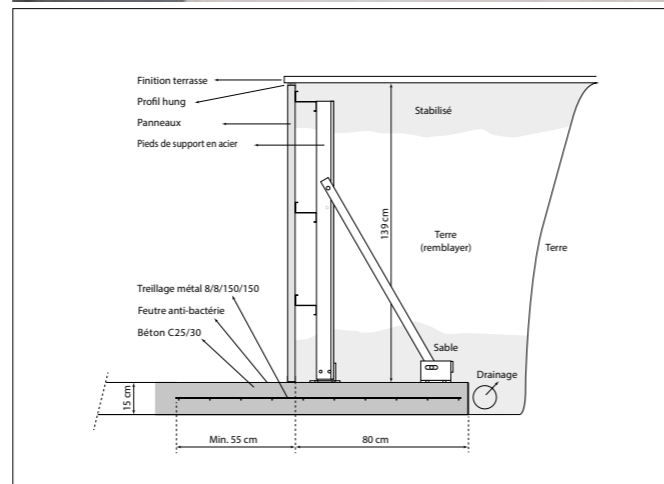 Finition terrasse
Profil hung
Panneaux
Pieds de support en acier
Stabilisé
139 cm
Terre
(remblayer)
Terre
Treillage métal 8/8/150/150
Feutre anti-bactérie
Béton C25/30
Sable
Drainage
15 cm
Min. 55 cm
80 cm